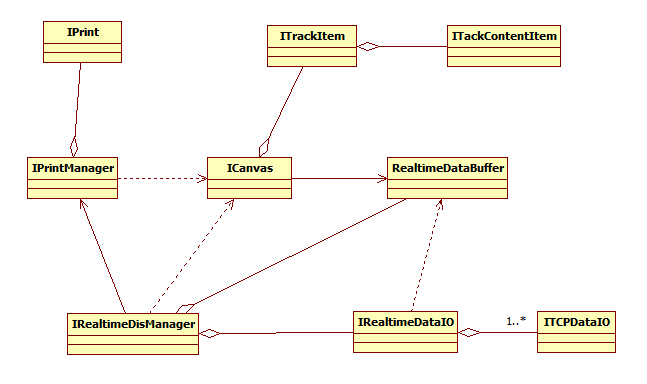 IPrint
ITrackItem
ITackContentItem
IPrintManager
ICanvas
RealtimeDataBuffer
IRealtimeDisManager
IRealtimeDataIO
1..*
ITCPDataIO